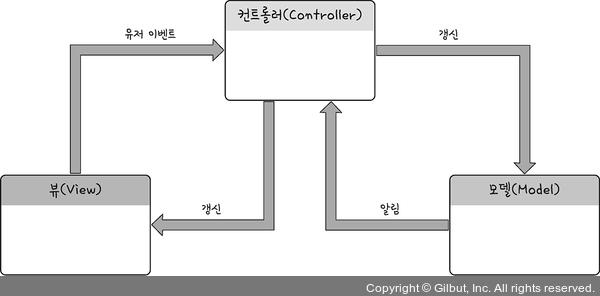 컨트롤러(Controller)
유저 이벤트
갱신
뷰(View)
갱신
알림
모델(Model)
Copyright © Gilbut, Inc. All rights reserved.